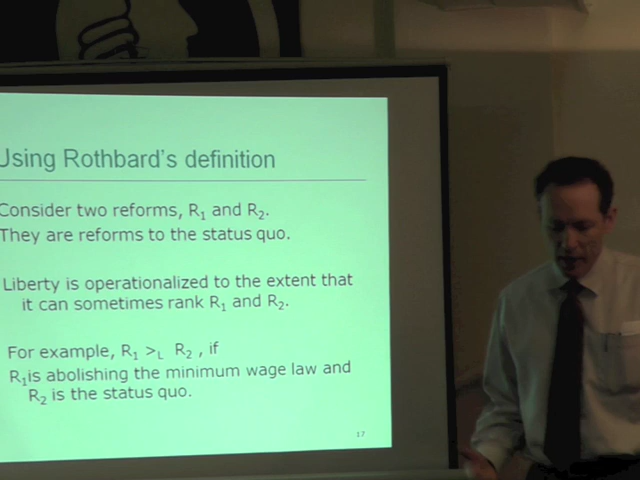 Using Rothbard's definition
Consider two reforms, R₁ and R₂.
They are reforms to the status quo.
Liberty is operationalized to the extent that
it can sometimes rank R₁ and R₂.
For example, R₁ >L R₂ , if
R₁is abolishing the minimum wage law and
R₂ is the status quo.
17